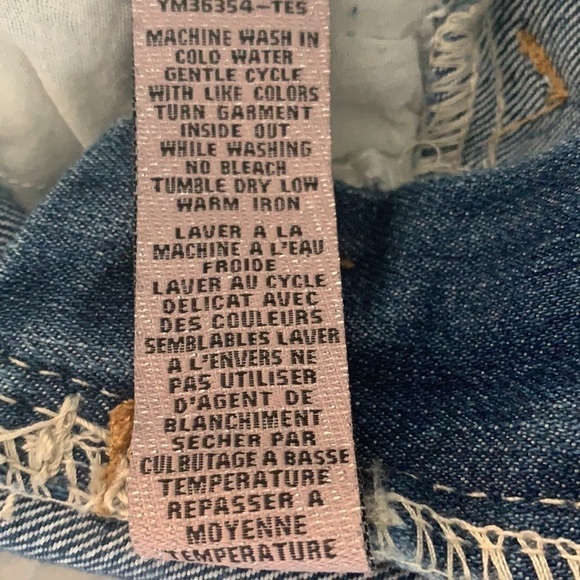 YM36354-TES
MACHINE WASH IN
COLD WATER
GENTLE CYCLE
WITH LIKE COLORS
TURN GARMENT
INSIDE OUT
WHILE WASHING
NO BLEACH
TUMBLE DRY LOW
WARM IRON
LAVER A LA
MACHINE A L'EAU
FROIDE
LAVER AU CYCLE
DELICAT AVEC
DES COULEURS
SEMBLABLES LAVER
A L'ENVERS NE
PAS UTILISER
D'AGENT DE
BLANCHIMENT
SECHER PAR
CULBUTAGE A BASSE
TEMPERATURE
REPASSER A
MOYENNE
TEMPERATURE